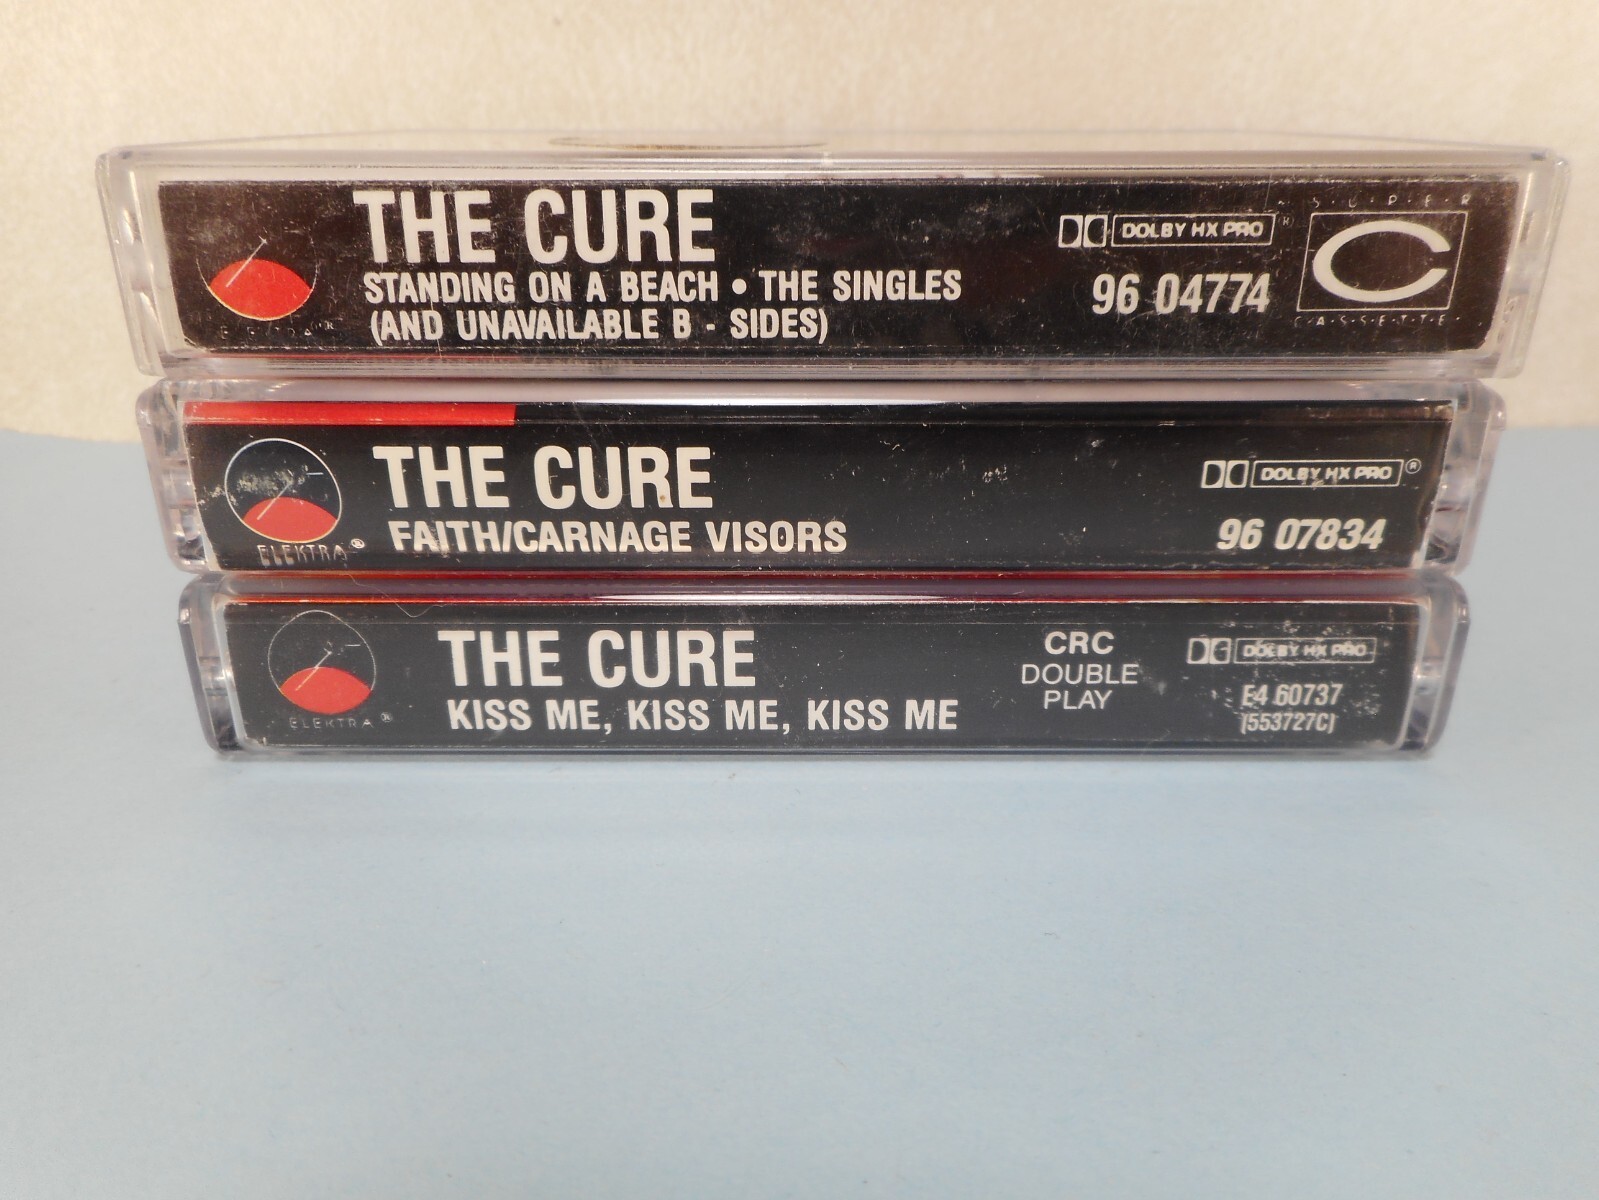 THE CURE
STANDING ON A BEACH • THE SINGLES
(AND UNAVAILABLE B - SIDES)
ELEKTRA ®
DOLBY HX PRO ®
96 04774
S·U·P·E·R
C
C·A·S·S·E·T·T·E
THE CURE
FAITH/CARNAGE VISORS
ELEKTRA ®
DOLBY HX PRO ®
96 07834
THE CURE
KISS ME, KISS ME, KISS ME
ELEKTRA ®
CRC
DOUBLE
PLAY
DOLBY HX PRO
E4 60737
(553727C)